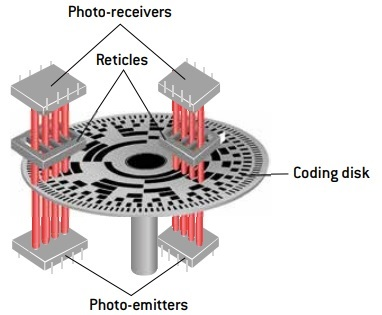 Photo-receivers
Reticles
Coding disk
Photo-emitters